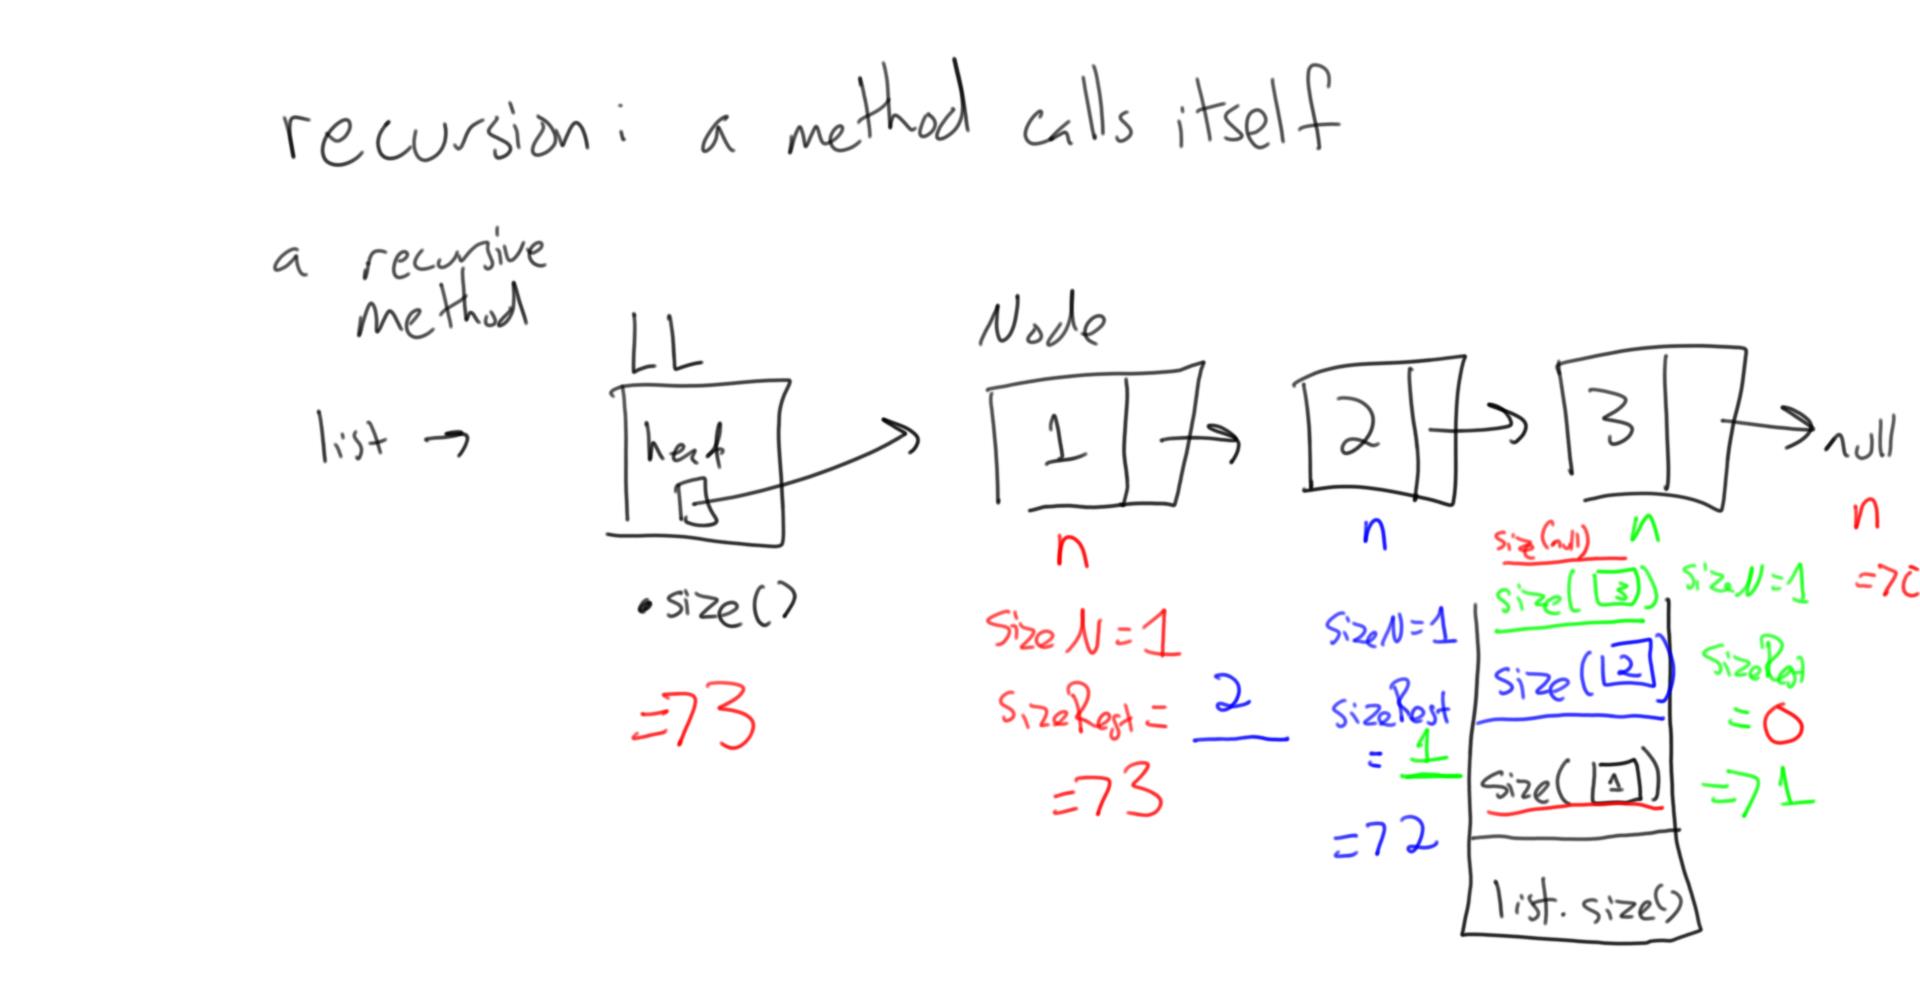 recursion: a method calls itself
a recursive
method
LL
Node
list →
head
1
2
3
null
n
n
n
n
.size()
=>3
sizeN=1
sizeRest= 2
=>3
sizeN=1
sizeRest
= 1
=>2
size(null)
size(3)
size(2)
size(1)
list.size()
sizeN=1
sizeRest
= 0
=>1
=>0